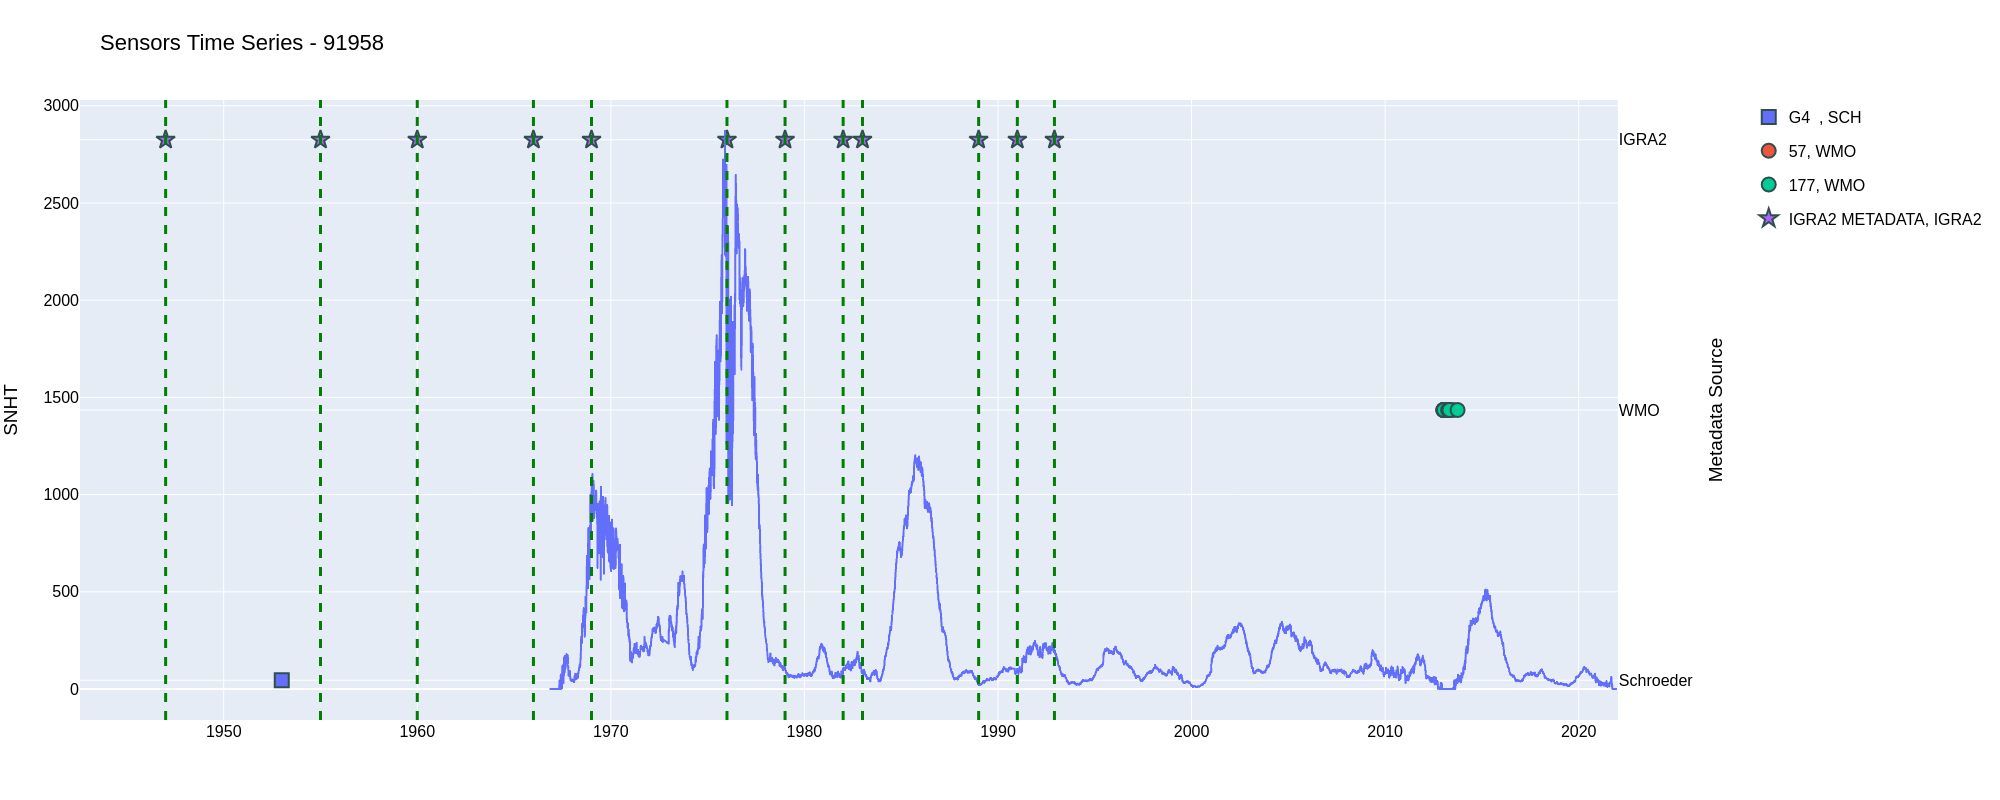 Sensors Time Series - 91958
3000
2500
2000
1500
1000
500
0
SNHT
1950
1960
1970
1980
1990
2000
2010
2020
IGRA2
WMO
Schroeder
Metadata Source
G4  , SCH
57, WMO
177, WMO
IGRA2 METADATA, IGRA2